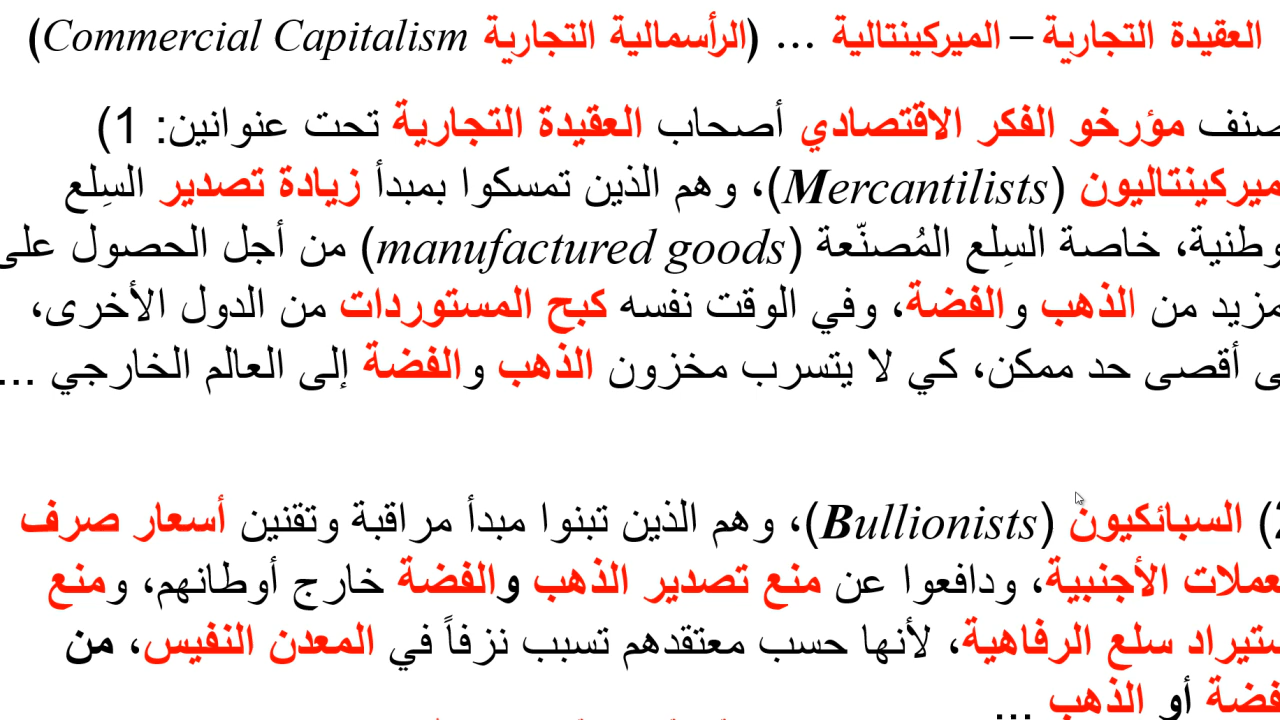 العقيدة التجارية – الميركينتالية ... (الرأسمالية التجارية Commercial Capitalism)
صنف مؤرخو الفكر الاقتصادي أصحاب العقيدة التجارية تحت عنوانين: 1)
ميركينتاليون (Mercantilists)، وهم الذين تمسكوا بمبدأ زيادة تصدير السِلع
وطنية، خاصة السِلع المُصنّعة (manufactured goods) من أجل الحصول على
مزيد من الذهب والفضة، وفي الوقت نفسه كبح المستوردات من الدول الأخرى،
ى أقصى حد ممكن، كي لا يتسرب مخزون الذهب والفضة إلى العالم الخارجي ...
2) السبائكيون (Bullionists)، وهم الذين تبنوا مبدأ مراقبة وتقنين أسعار صرف
عملات الأجنبية، ودافعوا عن منع تصدير الذهب والفضة خارج أوطانهم، ومنع
ستيراد سلع الرفاهية، لأنها حسب معتقدهم تسبب نزفاً في المعدن النفيس، من
فضة أو الذهب ...